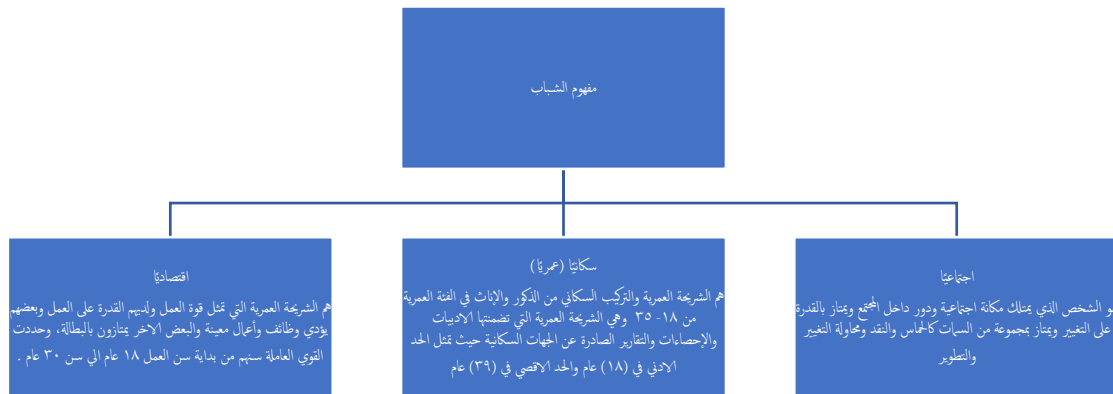 مفهوم الشباب
اجتماعيًا
هو الشخص الذي يمتلك مكانة اجتماعية ودور داخل المجتمع ويمتاز بالقدرة
على التغيير ويمتاز بمجموعة من السمات كالحماس والنقد ومحاولة التغيير
والتطوير
سكانيًا (عمريًا)
هم الشريحة العمرية والتركيب السكاني من الذكور والإناث في الفئة العمرية
من ١٨- ٣٥ وهي الشريحة العمرية التي تضمنتها الادبيات
والإحصاءات والتقارير الصادرة عن الجهات السكانية حيث تمثل الحد
الادني في (١٨) عام والحد الاقصي في (٣٩) عام
اقتصاديًا
هم الشريحة العمرية التي تمثل قوة العمل ولديهم القدرة على العمل وبعضهم
يؤدي وظائف وأعمال معينة والبعض الاخر يمتازون بالبطالة، وحددت
القوي العاملة سنهم من بداية سن العمل ١٨ عام الي سن ٣٠ عام .